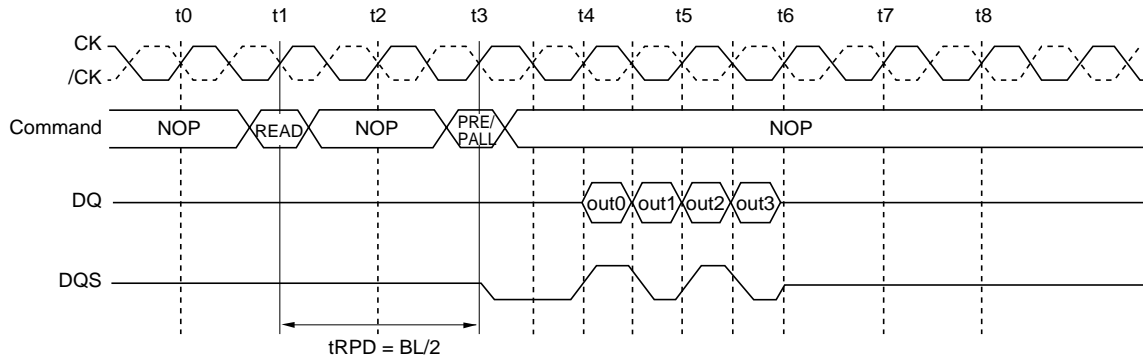 t0 t1 t2 t3 t4 t5 t6 t7 t8
CK
/CK
Command NOP READ NOP PRE/ PALL NOP
DQ out0 out1 out2 out3
DQS
tRPD = BL/2